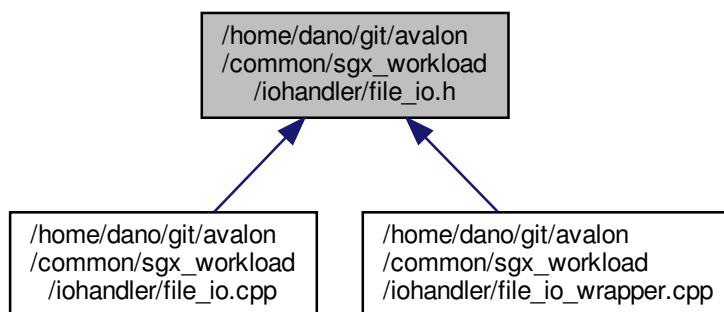 /home/dano/git/avalon
/common/sgx_workload
/iohandler/file_io.h
/home/dano/git/avalon
/common/sgx_workload
/iohandler/file_io.cpp
/home/dano/git/avalon
/common/sgx_workload
/iohandler/file_io_wrapper.cpp